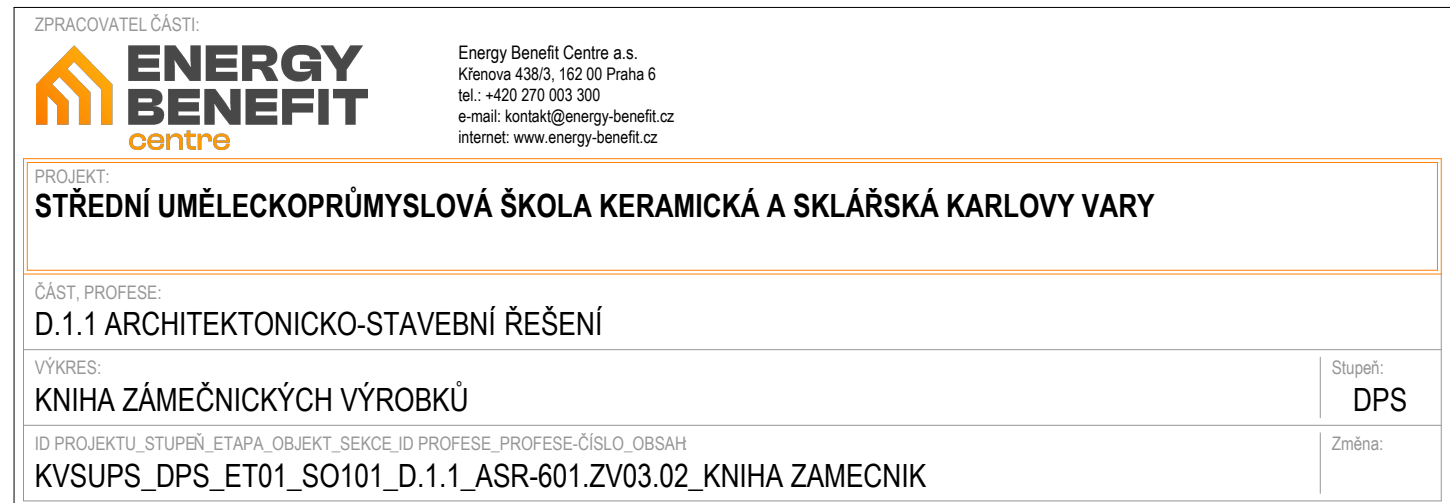 ZPRACOVATEL ČÁSTI:
ENERGY
BENEFIT
centre
Energy Benefit Centre a.s.
Křenova 438/3, 162 00 Praha 6
tel.: +420 270 003 300
e-mail: kontakt@energy-benefit.cz
internet: www.energy-benefit.cz
PROJEKT:
STŘEDNÍ UMĚLECKOPRŮMYSLOVÁ ŠKOLA KERAMICKÁ A SKLÁŘSKÁ KARLOVY VARY
ČÁST, PROFESE:
D.1.1 ARCHITEKTONICKO-STAVEBNÍ ŘEŠENÍ
VÝKRES:
KNIHA ZÁMEČNICKÝCH VÝROBKŮ
Stupeň:
DPS
ID PROJEKTU_STUPEŇ_ETAPA_OBJEKT_SEKCE_ID PROFESE_PROFESE-ČÍSLO_OBSAH:
KVSUPS_DPS_ET01_SO101_D.1.1_ASR-601.ZV03.02_KNIHA ZAMECNIK
Změna: